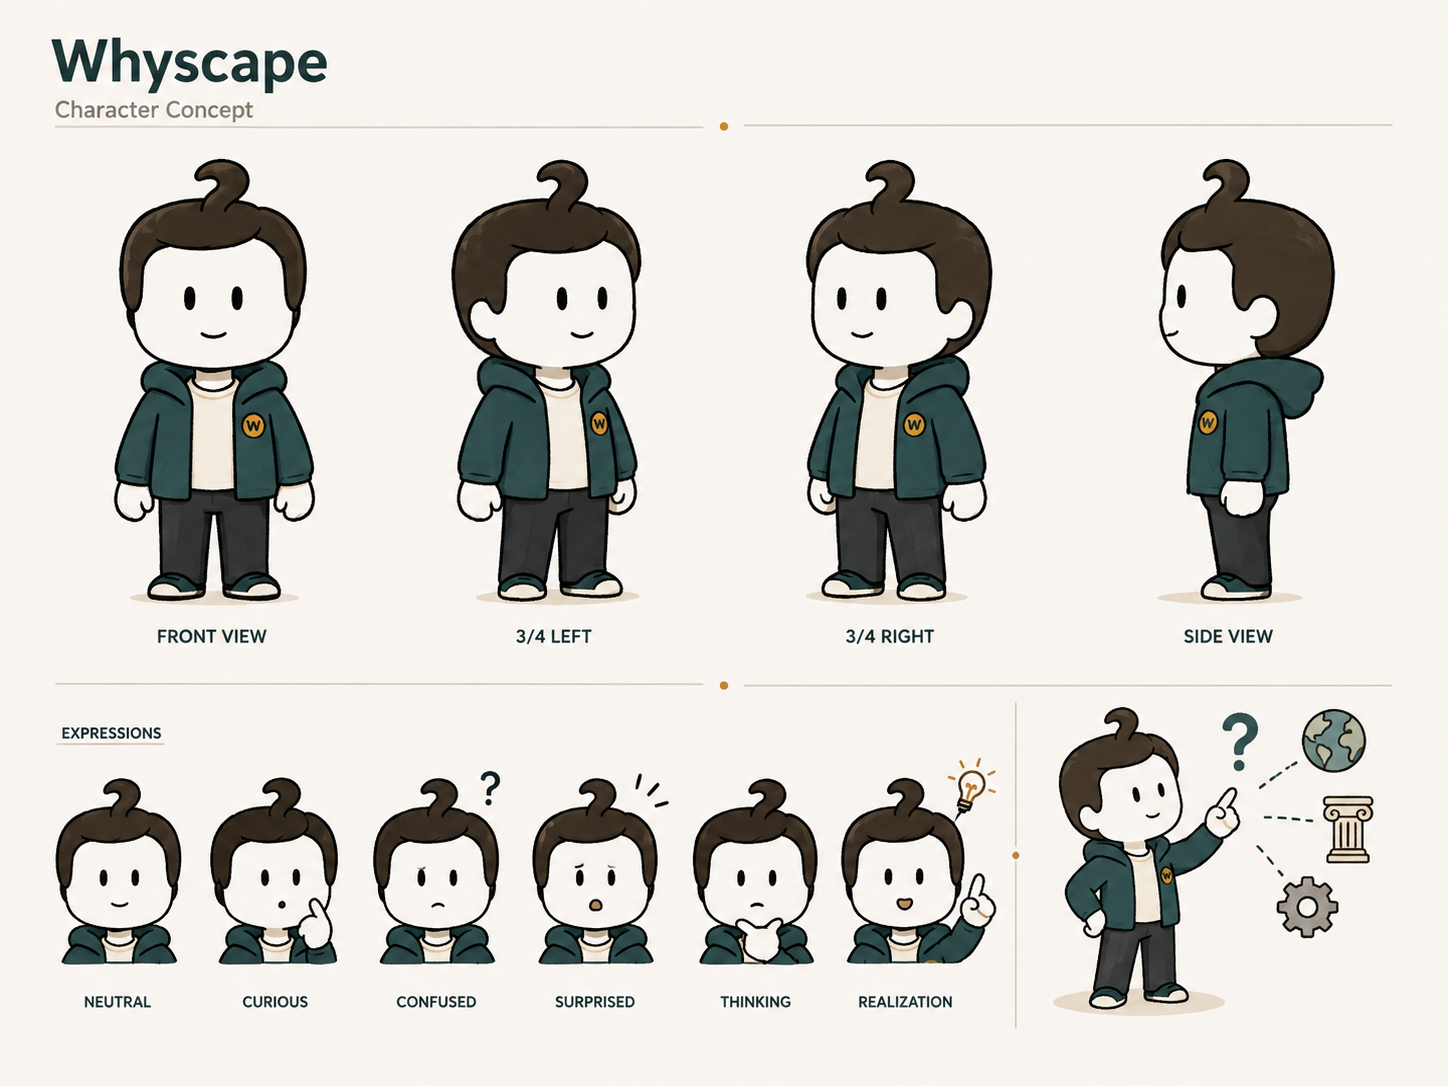 Whyscape
Character Concept
W
W
W
W
FRONT VIEW
3/4 LEFT
3/4 RIGHT
SIDE VIEW
EXPRESSIONS
?
?
W
NEUTRAL
CURIOUS
CONFUSED
SURPRISED
THINKING
REALIZATION